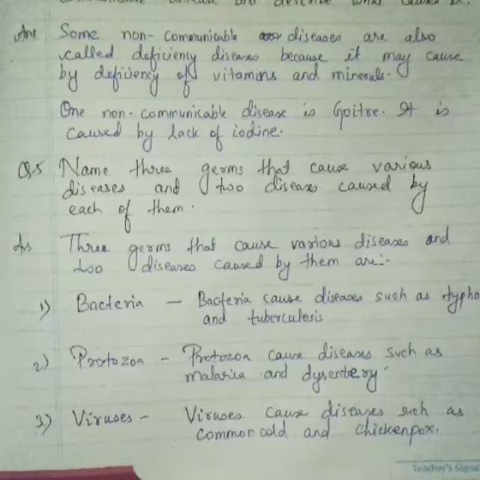 Ans Some non-communicable diseases are also
called deficiency diseases because it may cause
by deficiency of vitamins and minerals.
One non-communicable disease is Goitre. It is
caused by lack of iodine.
Q.5 Name three germs that cause various
diseases and two diseases caused by
each of them.
As Three germs that cause various diseases and
two diseases caused by them are:-
1) Bacteria - Bacteria cause diseases such as typho
and tuberculosis
2) Protozoa - Protozoa cause diseases such as
malaria and dysentery.
3) Viruses - Viruses cause diseases such as
common cold and chickenpox.
Teacher's Signa